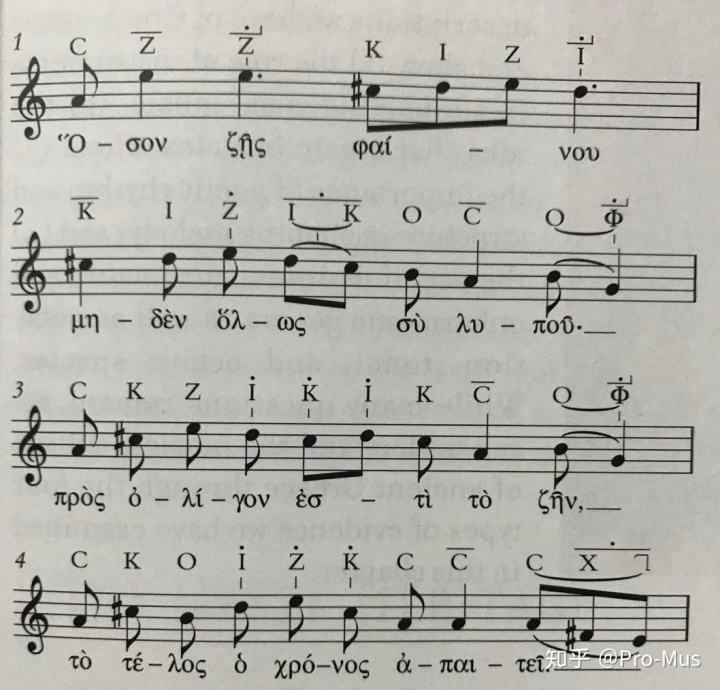 1 C Z Z K I Z I
Ὅ – σον ζῇς φαί – νου
2 K I Z I K O C O Φ
μη δὲν ὅλ – ως σὺ λυ – ποῦ.
3 C K Z I K I K C O Φ
πρὸς ὀ – λί – γον ἐσ – τὶ τὸ ζῆν,
4 C K O I Z K C C C X ⅂
τὸ τέ – λος ὁ χρό–νος ἀ – παι – τεῖ.
知乎 @Pro-Mus